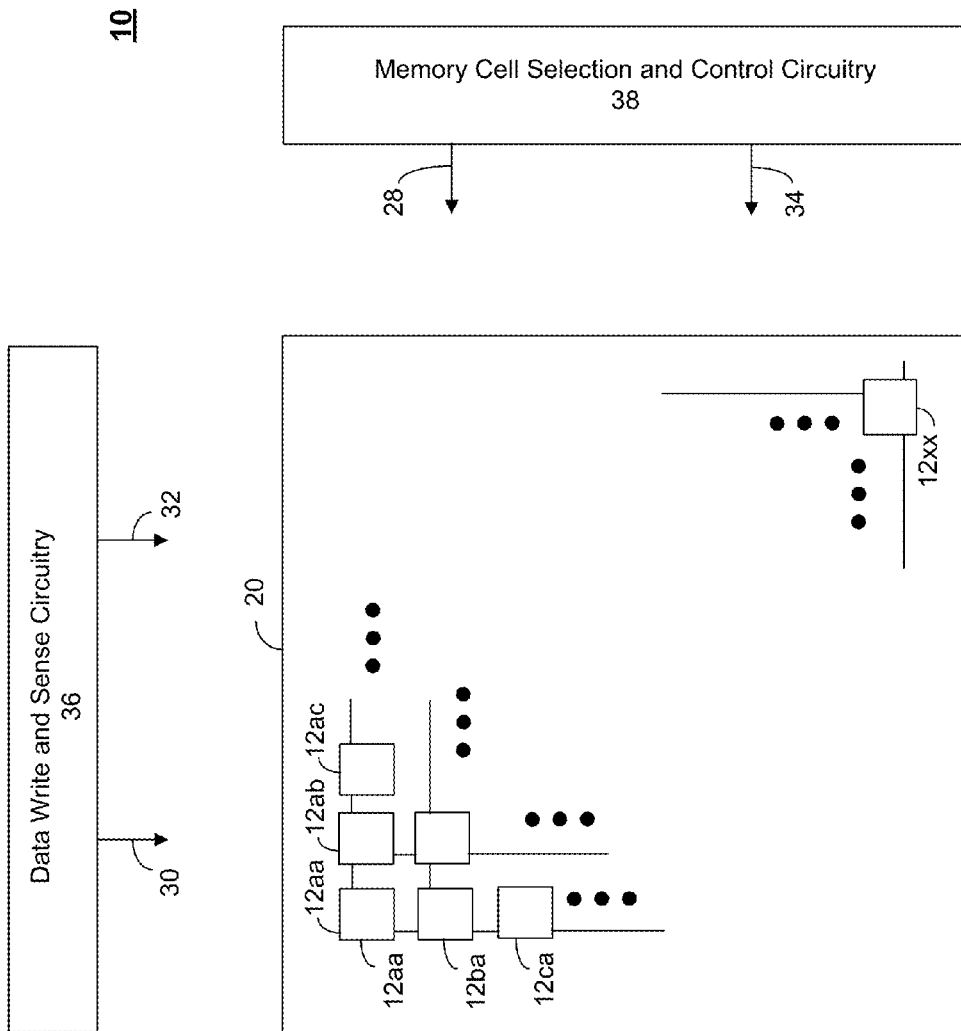 10
Memory Cell Selection and Control Circuitry
38
28
34
Data Write and Sense Circuitry
36
30
32
20
12aa
12ab
12ac
12aa
12ba
12ca
12xx